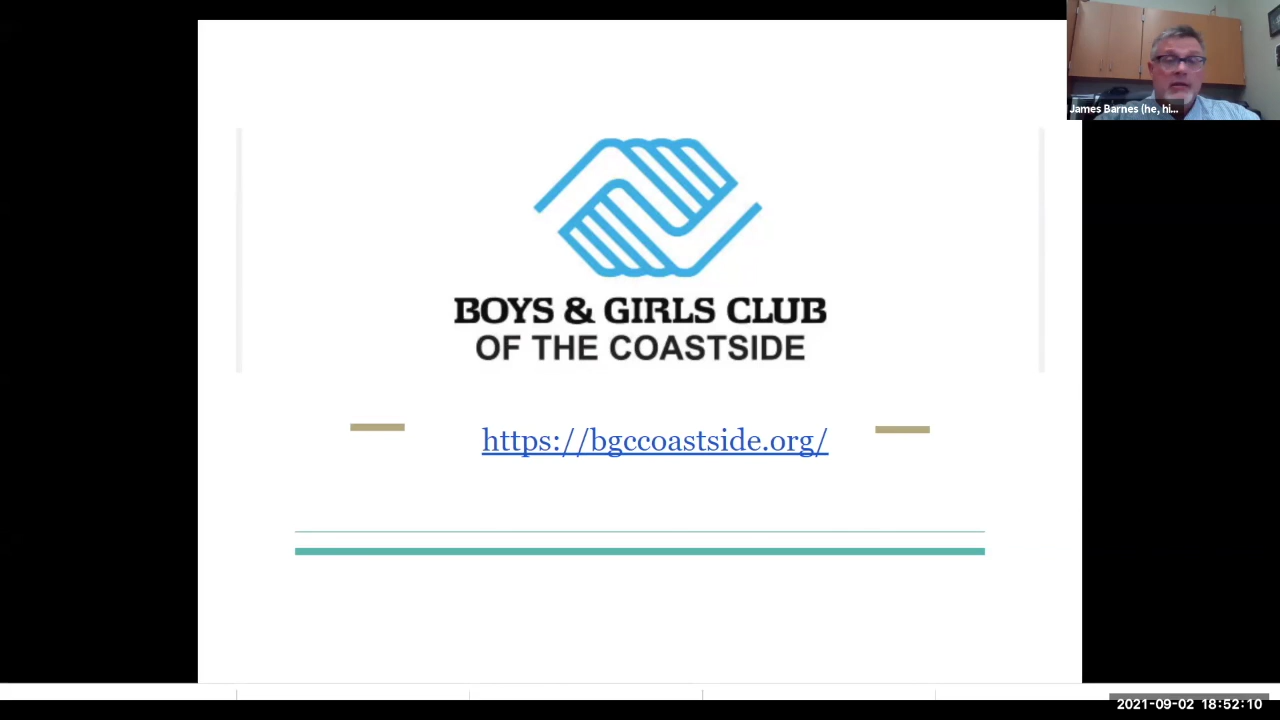 James Barnes (he, hi...
BOYS & GIRLS CLUB
OF THE COASTSIDE
https://bgccoastside.org/
2021-09-02 18:52:10